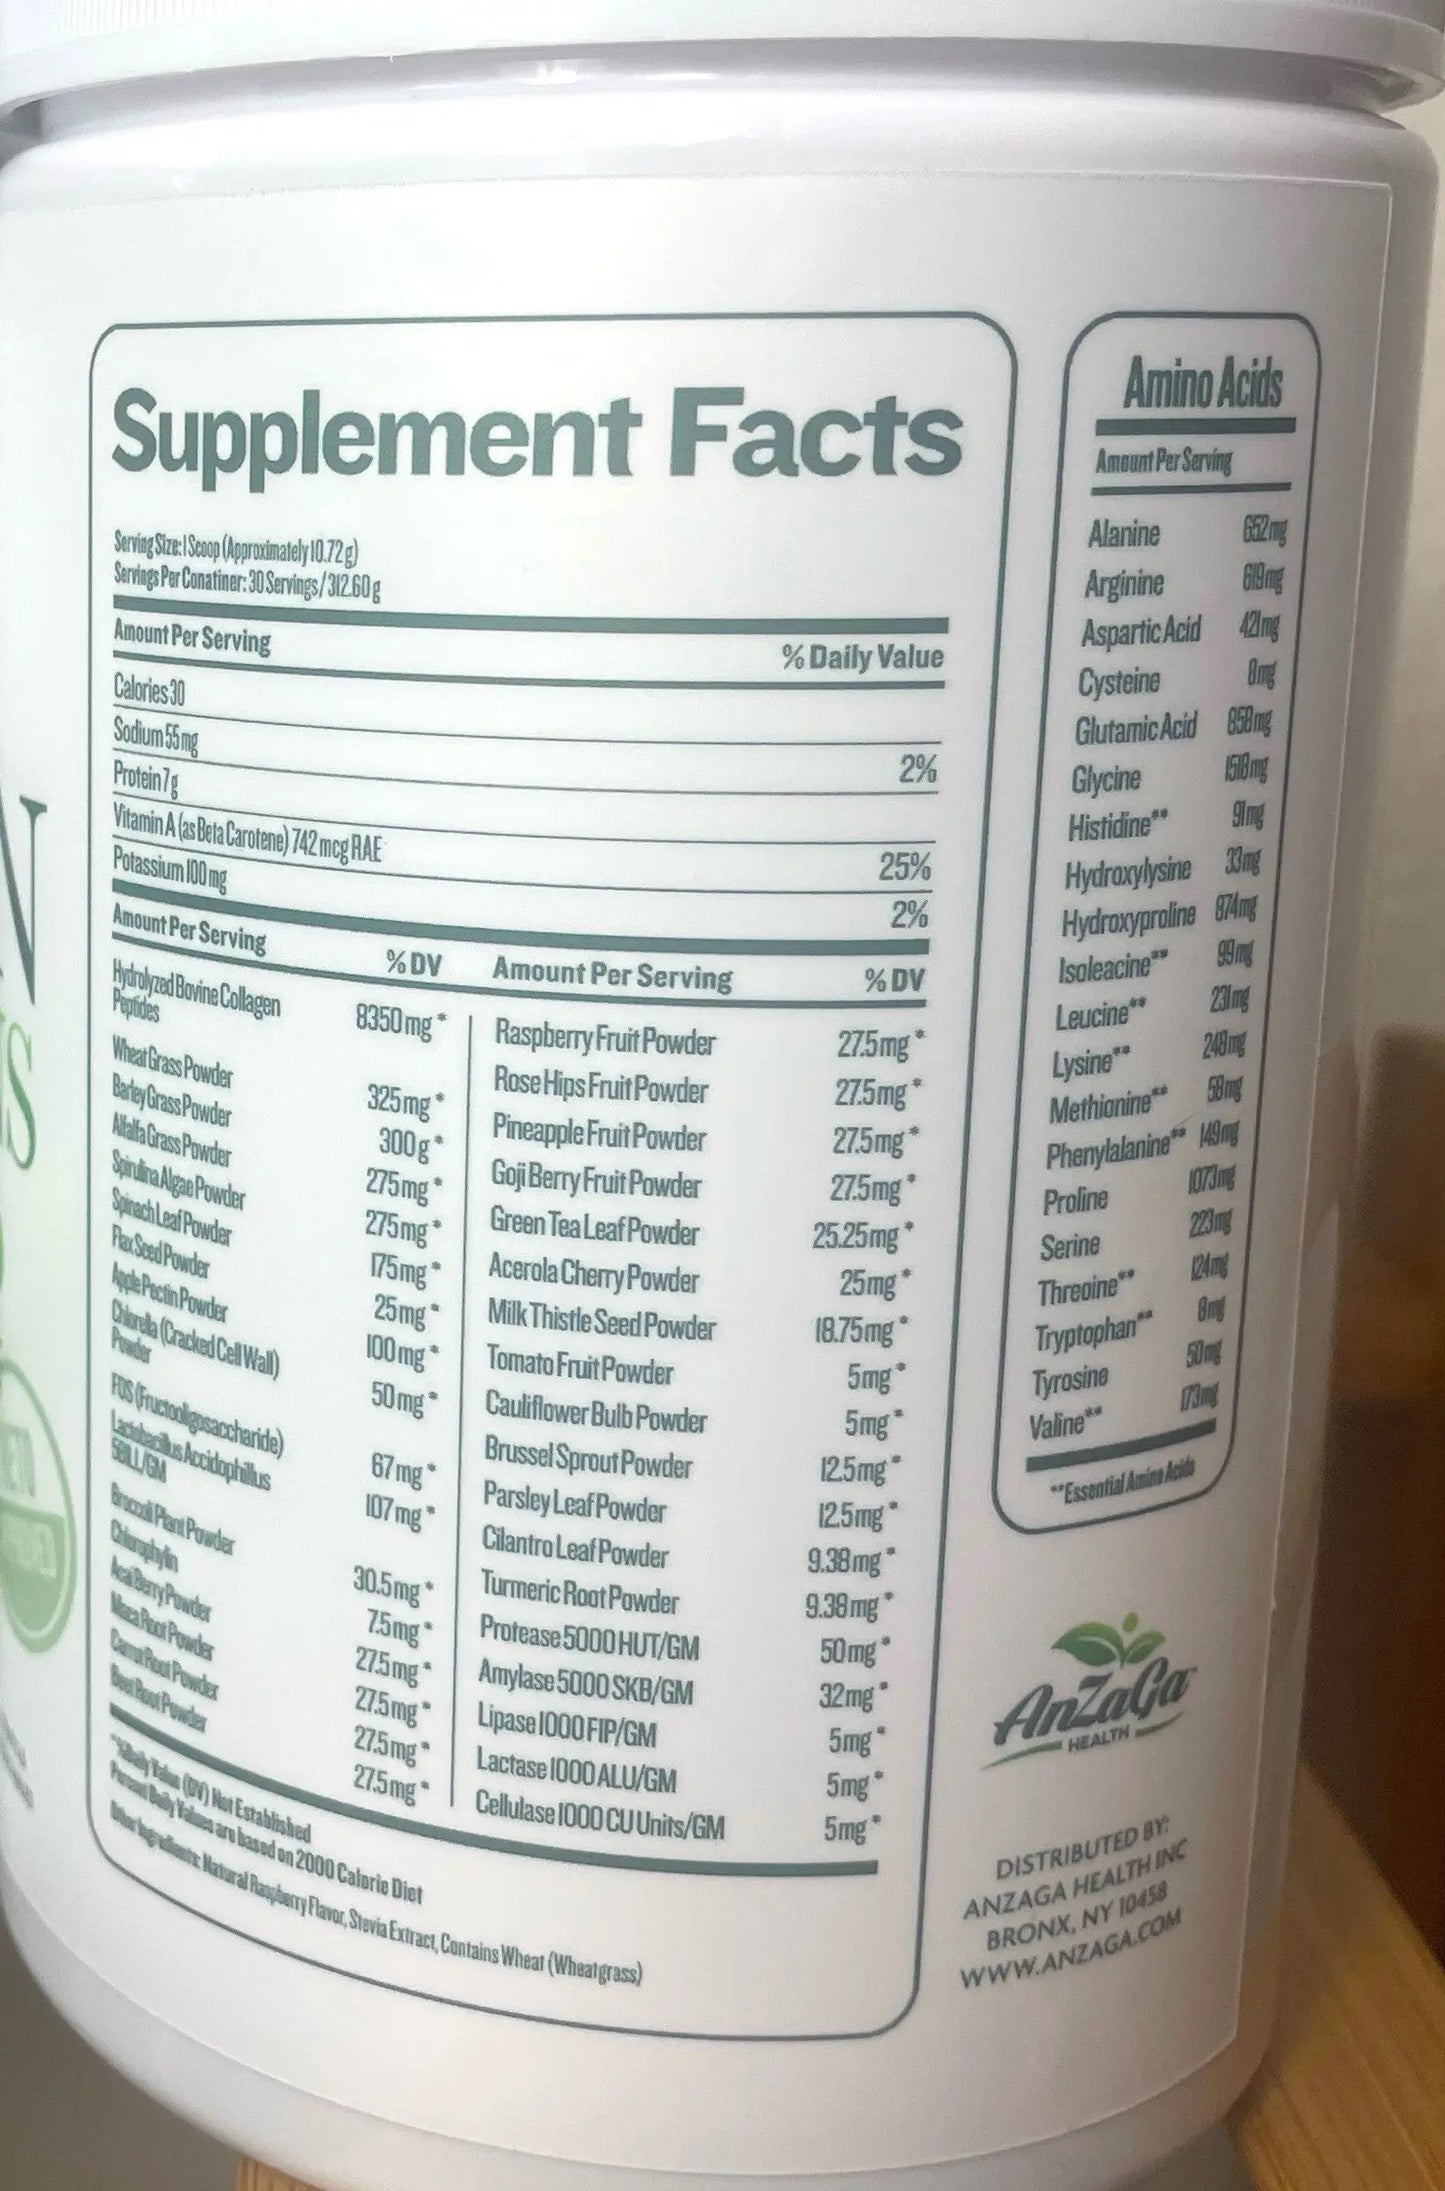 Supplement Facts
Serving Size: 1 Scoop (Approximately 10.72 g)
Servings Per Conatiner: 30 Servings / 312.60 g
Amount Per Serving % Daily Value
Calories 30
Sodium 55 mg 2%
Protein 7 g
Vitamin A (as Beta Carotene) 742 mcg RAE 25%
Potassium 100 mg 2%
Amount Per Serving % DV
Hydrolyzed Bovine Collagen
Peptides 8350 mg *
Wheat Grass Powder 325 mg *
Barley Grass Powder 300 g *
Alfalfa Grass Powder 275 mg *
Spirulina Algae Powder 275 mg *
Spinach Leaf Powder 175 mg *
Flax Seed Powder 25 mg *
Apple Pectin Powder 100 mg *
Chlorella (Cracked Cell Wall)
Powder 50 mg *
FOS (Fructooligosaccharide) 67 mg *
Lactobacillus Accidophillus
5BILL/GM 107 mg *
Broccoli Plant Powder 30.5 mg *
Chloraphylin 7.5 mg *
Acai Berry Powder 27.5 mg *
Maca Root Powder 27.5 mg *
Carrot Root Powder 27.5 mg *
Beet Root Powder 27.5 mg *
Amount Per Serving % DV
Raspberry Fruit Powder 27.5 mg *
Rose Hips Fruit Powder 27.5 mg *
Pineapple Fruit Powder 27.5 mg *
Goji Berry Fruit Powder 27.5 mg *
Green Tea Leaf Powder 25.25 mg *
Acerola Cherry Powder 25 mg *
Milk Thistle Seed Powder 18.75 mg *
Tomato Fruit Powder 5 mg *
Cauliflower Bulb Powder 5 mg *
Brussel Sprout Powder 12.5 mg *
Parsley Leaf Powder 12.5 mg *
Cilantro Leaf Powder 9.38 mg *
Turmeric Root Powder 9.38 mg *
Protease 5000 HUT/GM 50 mg *
Amylase 5000 SKB/GM 32 mg *
Lipase 1000 FIP/GM 5 mg *
Lactase 1000 ALU/GM 5 mg *
Cellulase 1000 CU Units/GM 5 mg *
**%Daily Value (DV) Not Established
Percent Daily Values are based on 2000 Calorie Diet
Other Ingredients: Natural Raspberry Flavor, Stevia Extract, Contains Wheat (Wheatgrass)
Amino Acids
Amount Per Serving
Alanine 652 mg
Arginine 619 mg
Aspartic Acid 421 mg
Cysteine 8 mg
Glutamic Acid 858 mg
Glycine 1518 mg
Histidine** 91 mg
Hydroxylysine 33 mg
Hydroxyproline 874 mg
Isoleacine** 99 mg
Leucine** 231 mg
Lysine** 248 mg
Methionine** 58 mg
Phenylalanine** 149 mg
Proline 1073 mg
Serine 223 mg
Threoine** 124 mg
Tryptophan** 8 mg
Tyrosine 50 mg
Valine** 173 mg
**Essential Amino Acids
AnZaGa
HEALTH
DISTRIBUTED BY:
ANZAGA HEALTH INC
BRONX, NY 10458
WWW.ANZAGA.COM